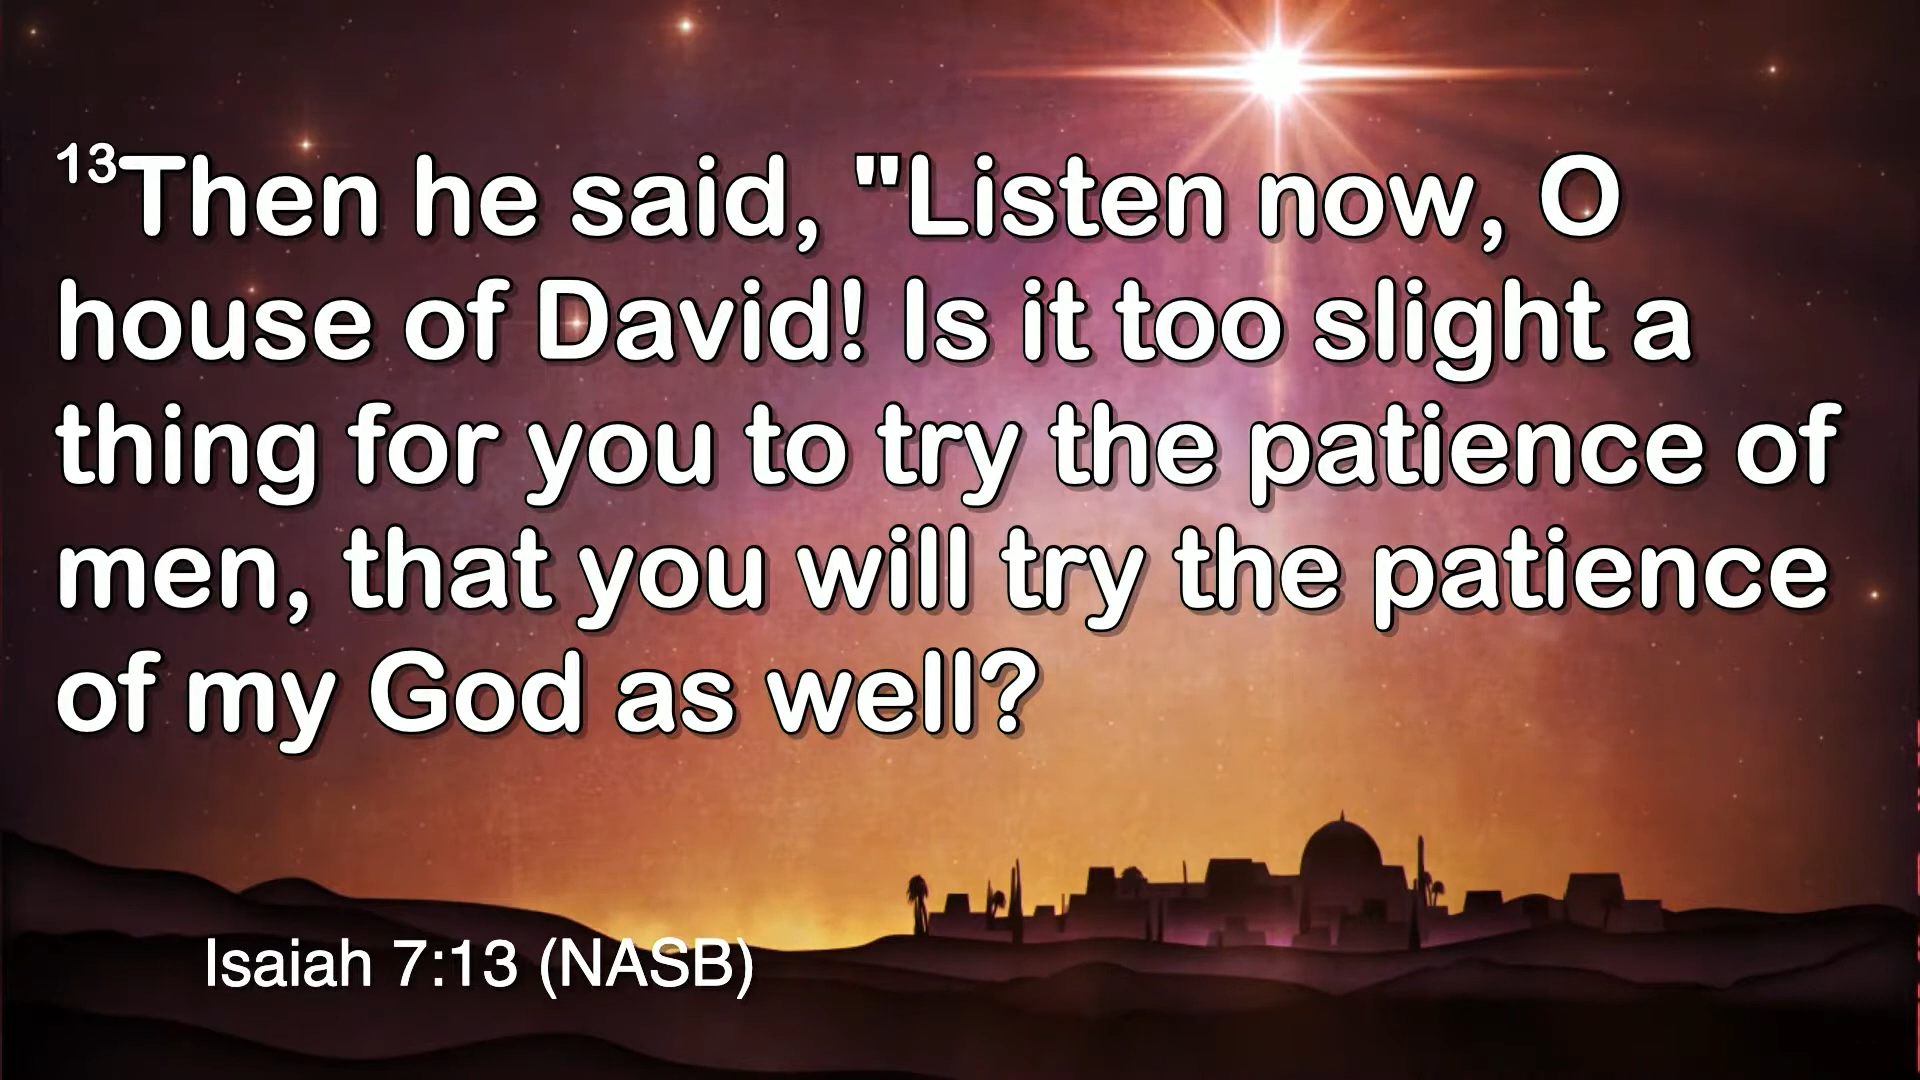 13Then he said, "Listen now, O
house of David! Is it too slight a
thing for you to try the patience of
men, that you will try the patience
of my God as well?
Isaiah 7:13 (NASB)